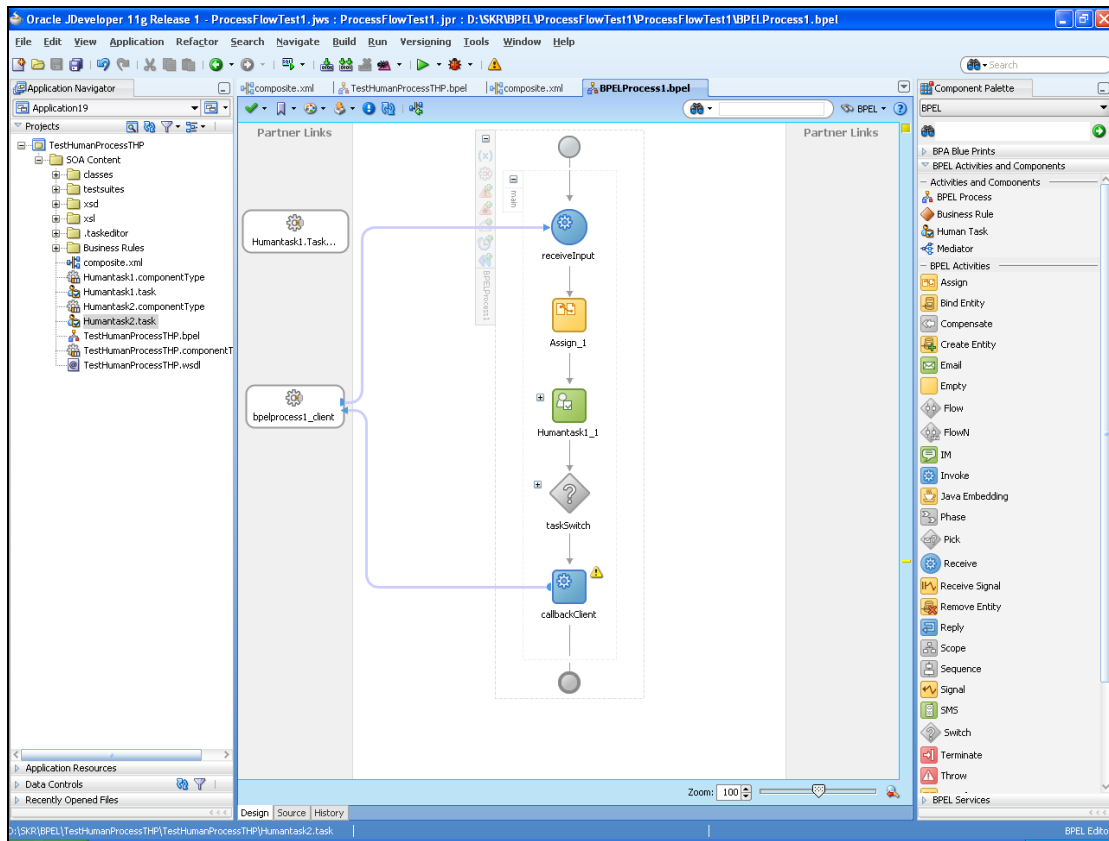 Oracle JDeveloper 11g Release 1 - ProcessFlowTest1.jws : ProcessFlowTest1.jpr : D:\SKR\BPEL\ProcessFlowTest1\ProcessFlowTest1\BPELProcess1.bpel
File Edit View Application Refactor Search Navigate Build Run Versioning Tools Window Help
Search
Application Navigator
composite.xml
TestHumanProcessTHP.bpel
composite.xml
BPELProcess1.bpel
Component Palette
Application19
BPEL
BPEL
Projects
Partner Links
Partner Links
TestHumanProcessTHP
SOA Content
classes
testsuites
xsd
xsl
.taskeditor
Business Rules
composite.xml
Humantask1.componentType
Humantask1.task
Humantask2.componentType
Humantask2.task
TestHumanProcessTHP.bpel
TestHumanProcessTHP.componentT
TestHumanProcessTHP.wsdl
Application Resources
Data Controls
Recently Opened Files
(x)
BPELProcess1
main
Humantask1.Task...
bpelprocess1_client
receiveInput
Assign_1
Humantask1_1
taskSwitch
callbackClient
Zoom: 100
Design Source History
BPA Blue Prints
BPEL Activities and Components
Activities and Components
BPEL Process
Business Rule
Human Task
Mediator
BPEL Activities
Assign
Bind Entity
Compensate
Create Entity
Email
Empty
Flow
FlowN
IM
Invoke
Java Embedding
Phase
Pick
Receive
Receive Signal
Remove Entity
Reply
Scope
Sequence
Signal
SMS
Switch
Terminate
Throw
BPEL Services
D:\SKR\BPEL\TestHumanProcessTHP\TestHumanProcessTHP\Humantask2.task
BPEL Edito